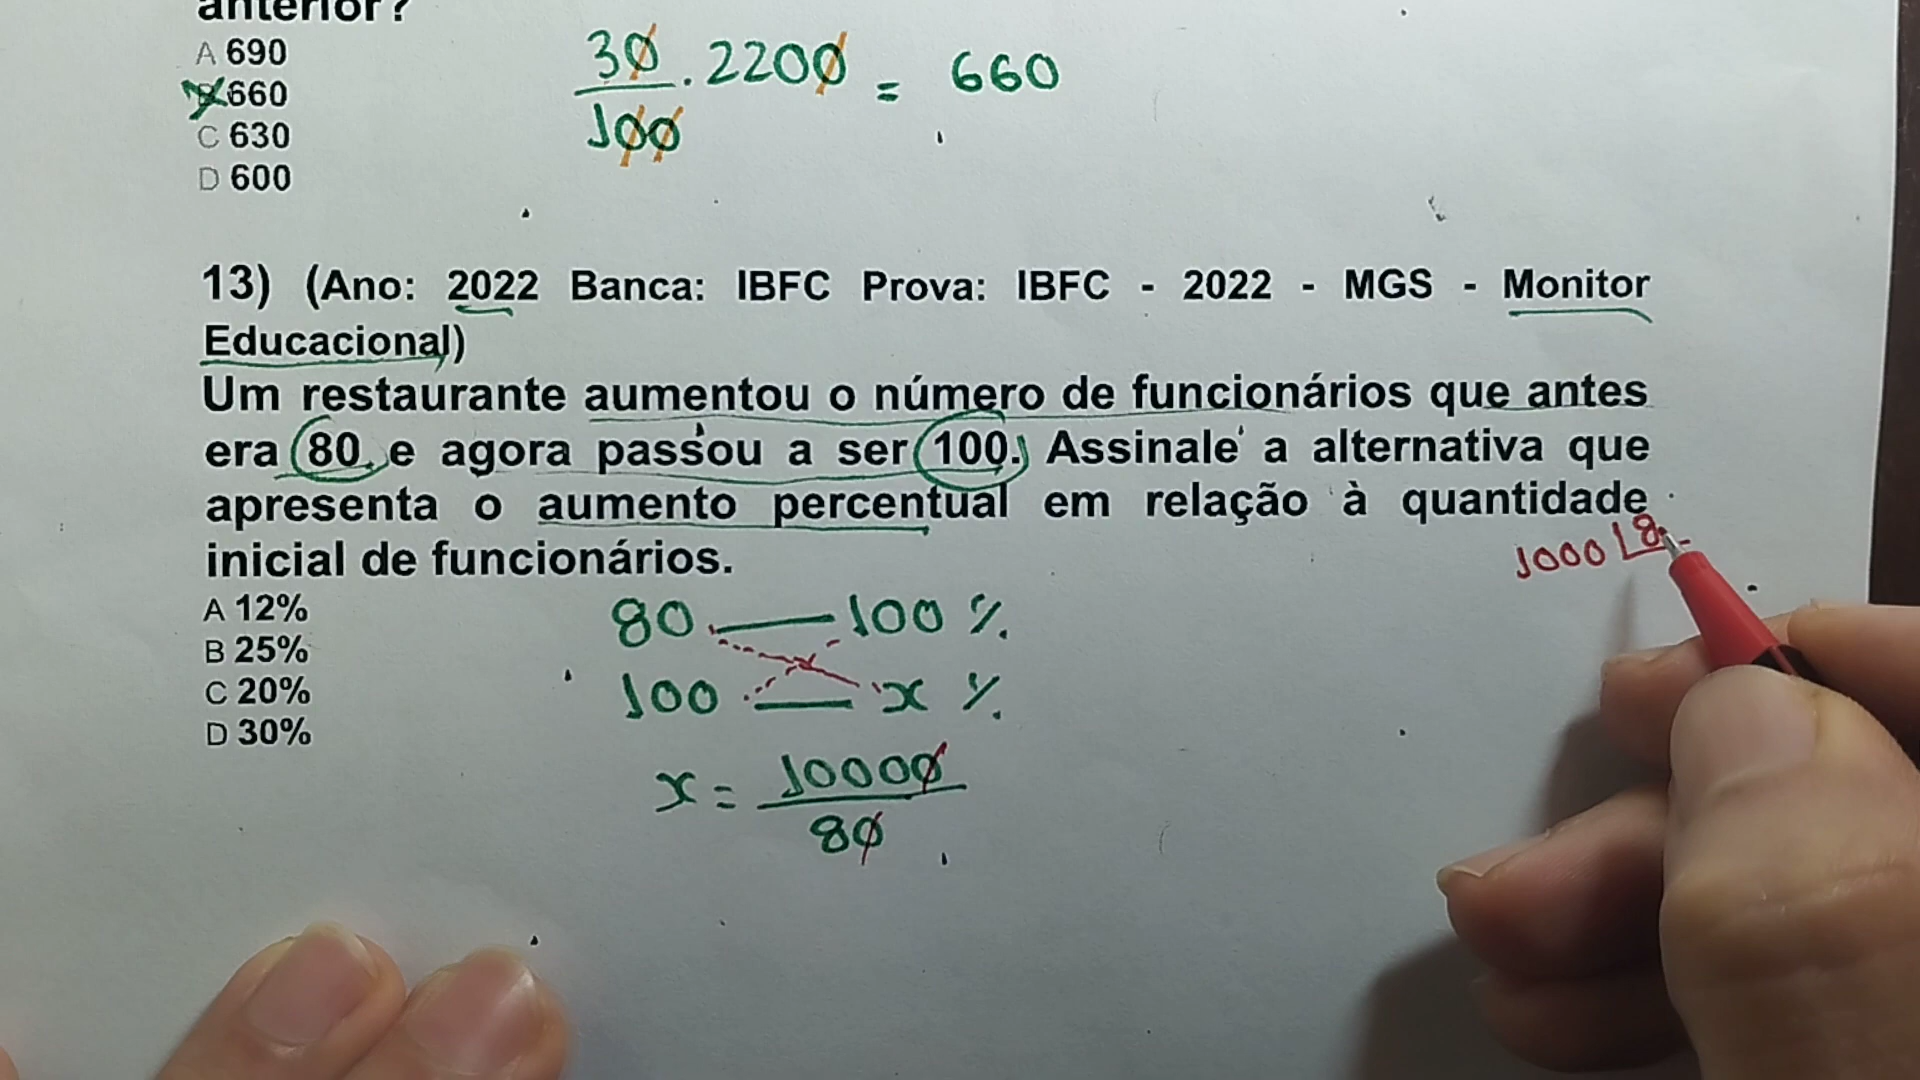 anterior?
A 690
B 660
C 630
D 600
30/100 . 2200 = 660
13) (Ano: 2022 Banca: IBFC Prova: IBFC - 2022 - MGS - Monitor
Educacional)
Um restaurante aumentou o número de funcionários que antes
era 80, e agora passou a ser 100. Assinale a alternativa que
apresenta o aumento percentual em relação à quantidade
inicial de funcionários.
1000 8
A 12%
B 25%
C 20%
D 30%
80 — 100 %
100 — x %
x = 10000/80